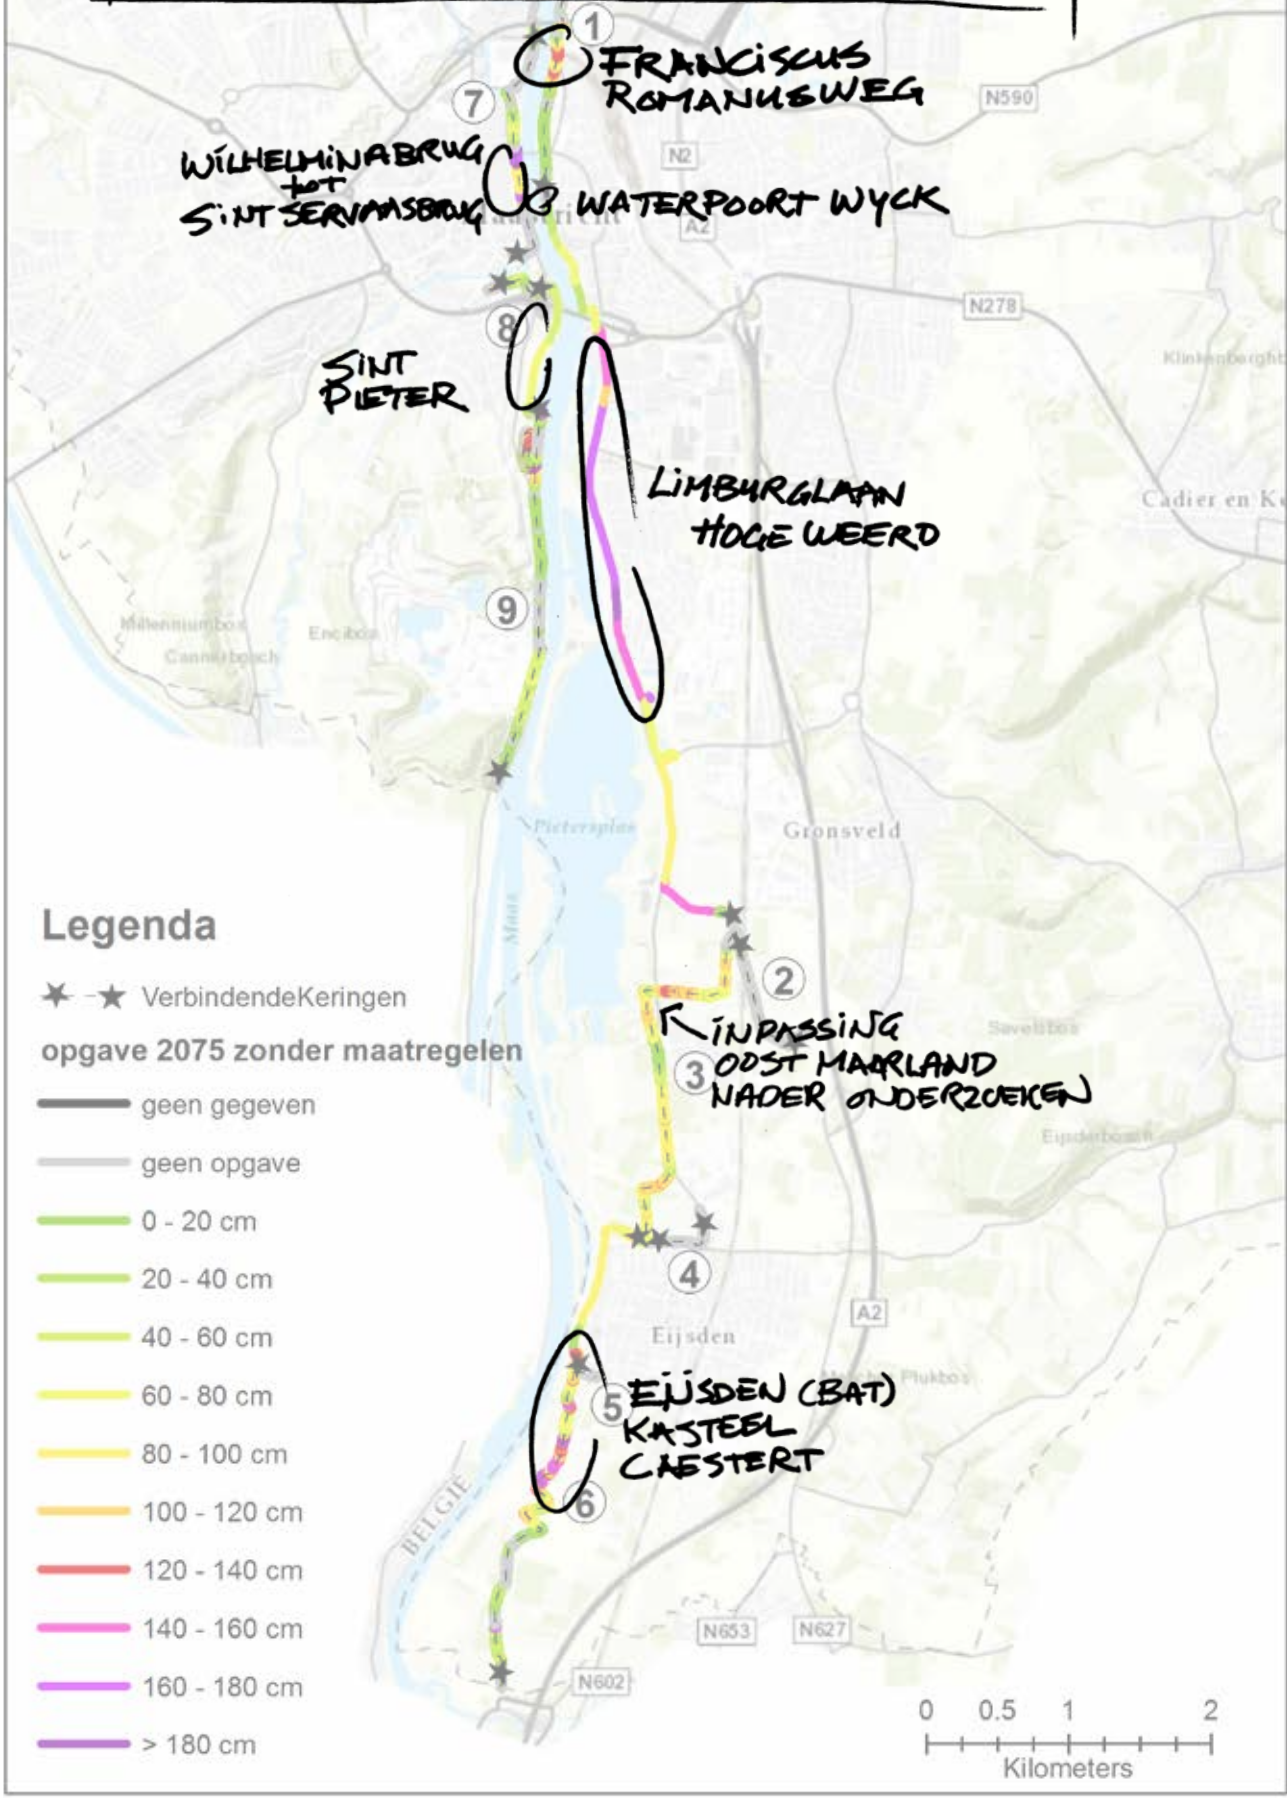 1
FRANCISCUS
ROMANUSWEG
7
N590
WILHELMINABRUG
tot
SINT SERVAASBRUG
N2
WATERPOORT WYCK
A2
N278
8
SINT
PIETER
LIMBURGLAAN
HOGE WEERD
Cadier en K
9
Millenniumbos
Encibos
Cannerbosch
Pietersplas
Gronsveld
Maas
2
INPASSING
OOST MAARLAND
NADER ONDERZOEKEN
Savelsbos
3
Eijsderbosch
4
A2
Eijsden
5
EIJSDEN (BAT)
KASTEEL
CAESTERT
Plukbos
6
BELGIË
N653
N627
N602
Legenda
VerbindendeKeringen
opgave 2075 zonder maatregelen
geen gegeven
geen opgave
0 - 20 cm
20 - 40 cm
40 - 60 cm
60 - 80 cm
80 - 100 cm
100 - 120 cm
120 - 140 cm
140 - 160 cm
160 - 180 cm
> 180 cm
0 0.5 1 2
Kilometers